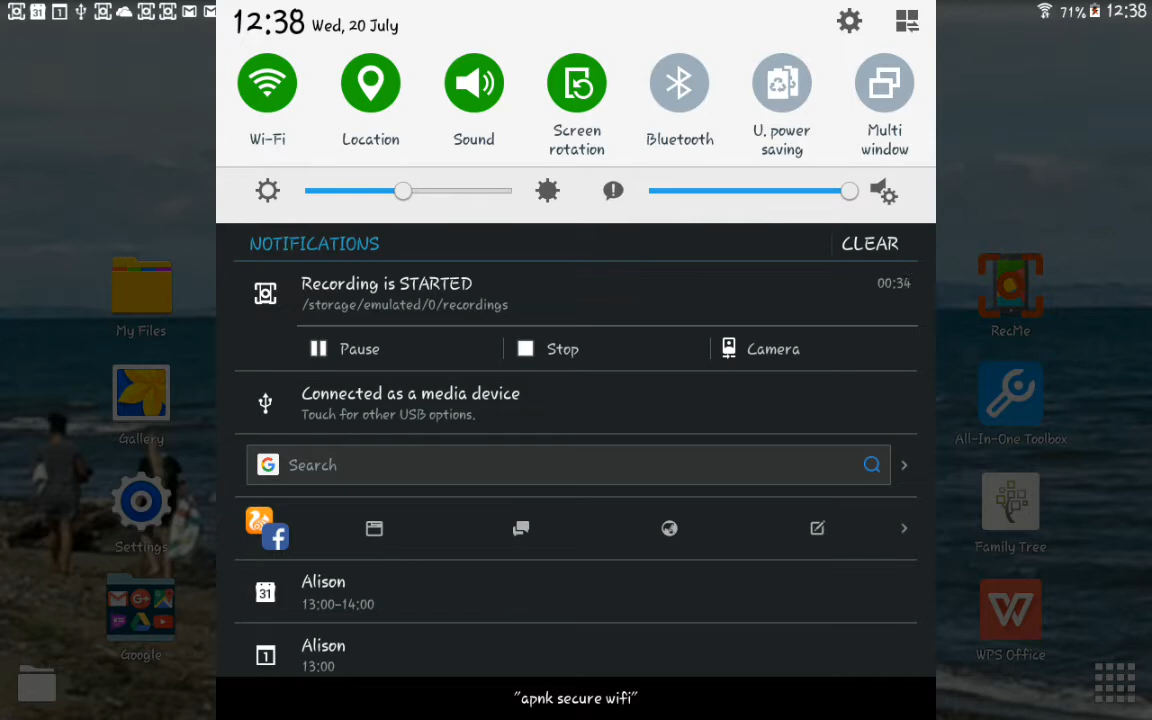 71% 12:38
12:38 Wed, 20 July
Wi-Fi
Location
Sound
Screen
rotation
Bluetooth
U. power
saving
Multi
window
NOTIFICATIONS
CLEAR
Recording is STARTED
00:34
/storage/emulated/0/recordings
Pause
Stop
Camera
Connected as a media device
Touch for other USB options.
Search
31
Alison
13:00-14:00
1
Alison
13:00
"apnk secure wifi"
My Files
Gallery
Settings
Google
RecMe
All-In-One Toolbox
Family Tree
WPS Office